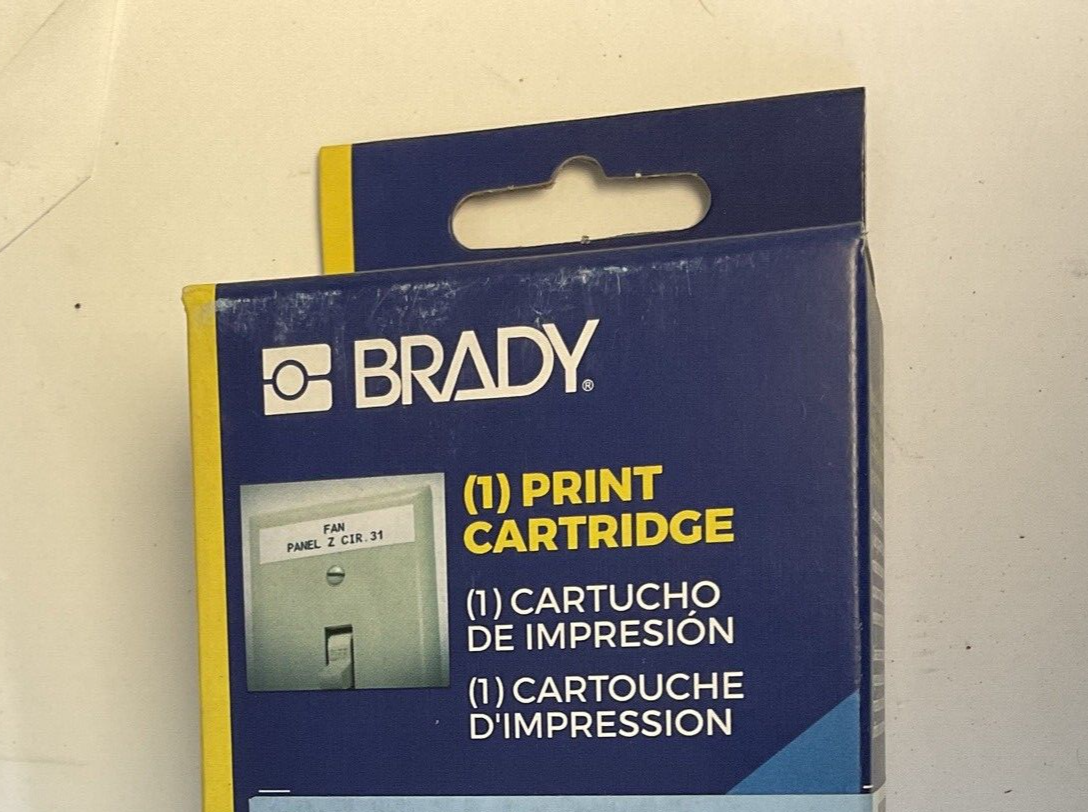 BRADY®
FAN
PANEL Z CIR.31
(1) PRINT
CARTRIDGE
(1) CARTUCHO
DE IMPRESIÓN
(1) CARTOUCHE
D'IMPRESSION